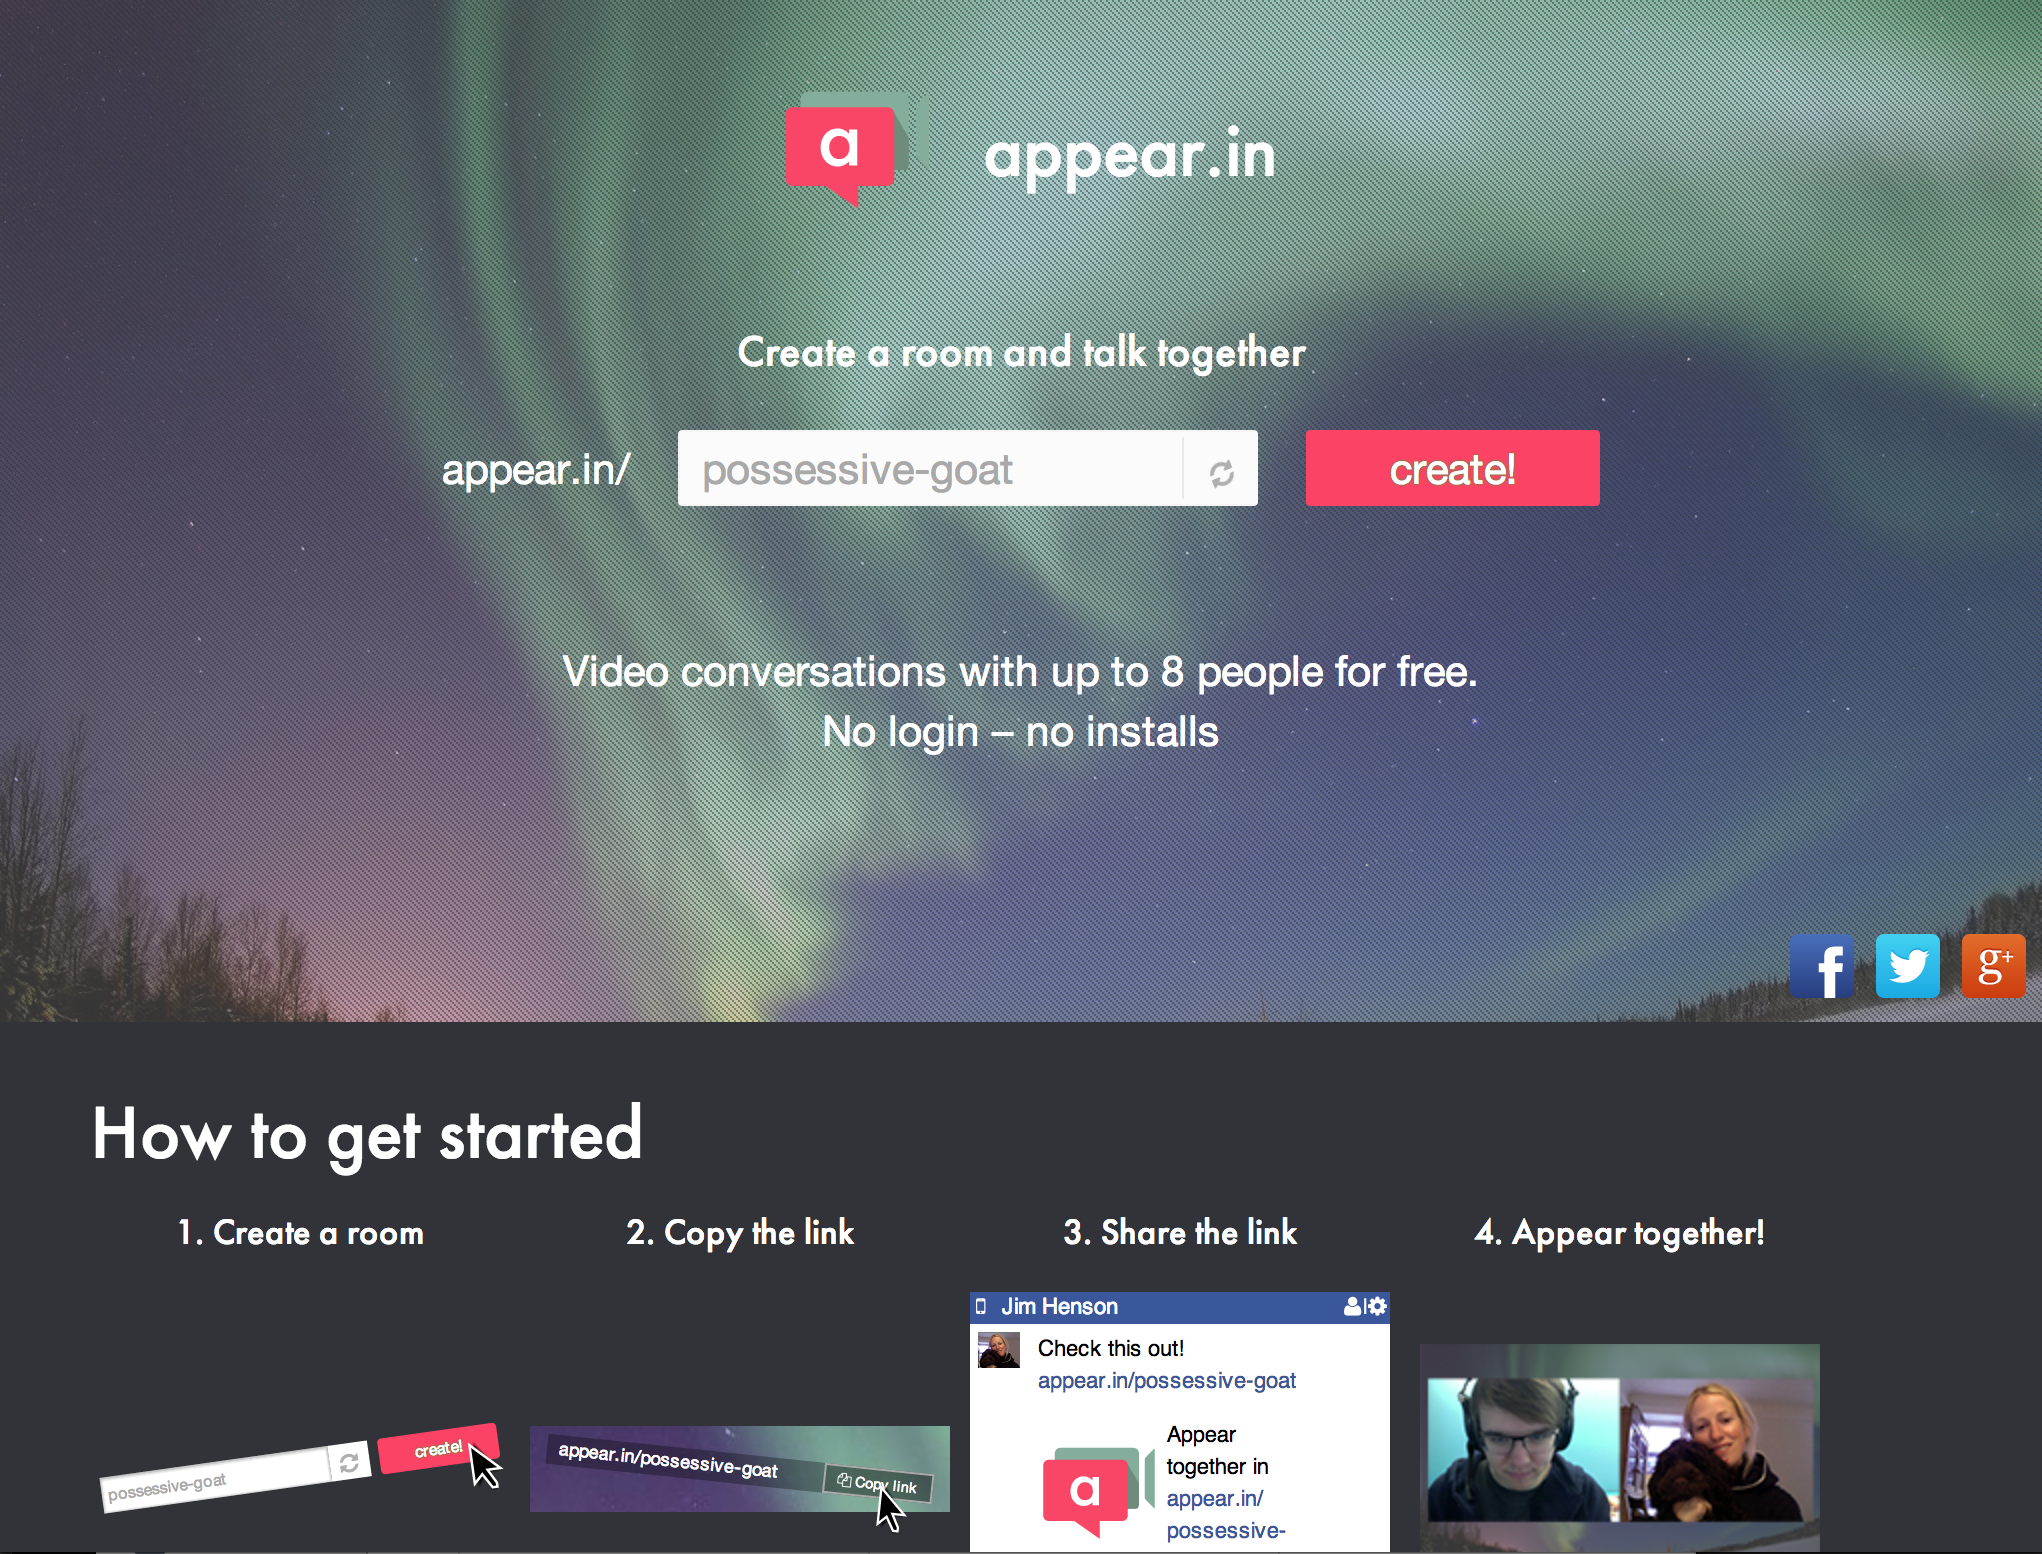 a
appear.in
Create a room and talk together
appear.in/
possessive-goat
create!
Video conversations with up to 8 people for free.
No login – no installs
f
g+
How to get started
1. Create a room
2. Copy the link
3. Share the link
4. Appear together!
possessive-goat
create!
appear.in/possessive-goat
Copy link
Jim Henson
Check this out!
appear.in/possessive-goat
a
Appear
together in
appear.in/
possessive-